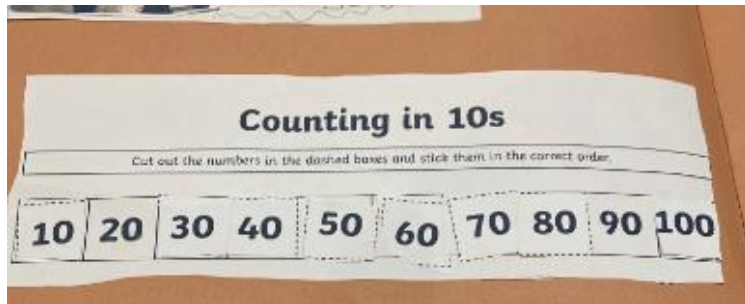 Counting in 10s
Cut out the numbers in the dashed boxes and stick them in the correct order.
10 20 30 40 50 60 70 80 90 100